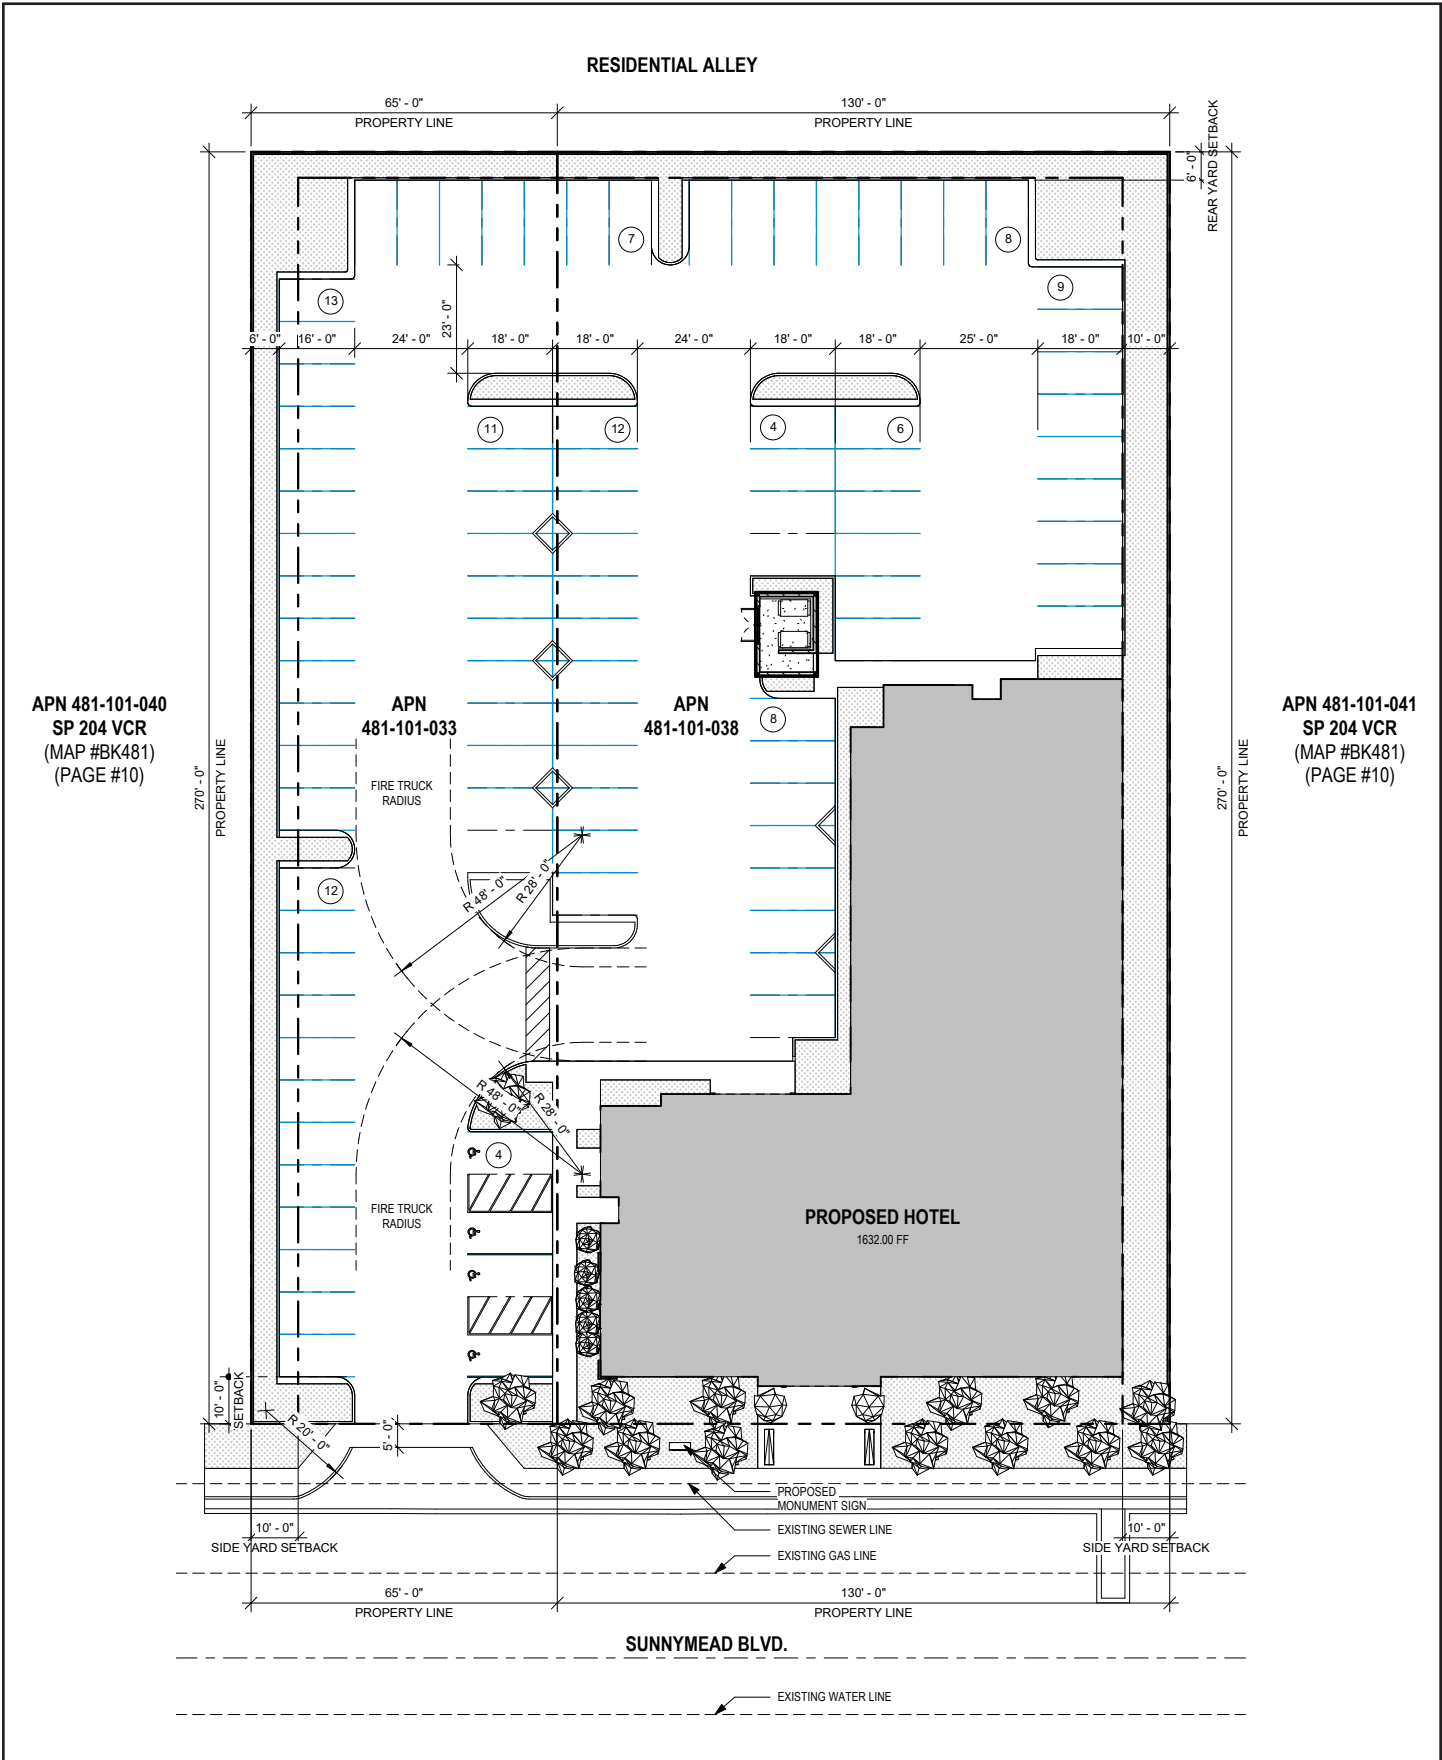 RESIDENTIAL ALLEY
65' - 0"
PROPERTY LINE
130' - 0"
PROPERTY LINE
6' - 0"
REAR YARD SETBACK
7
8
13
9
23' - 0"
6' - 0"
16' - 0"
24' - 0"
18' - 0"
18' - 0"
24' - 0"
18' - 0"
18' - 0"
25' - 0"
18' - 0"
10' - 0"
11
12
4
6
APN 481-101-040
SP 204 VCR
(MAP #BK481)
(PAGE #10)
270' - 0"
PROPERTY LINE
APN
481-101-033
APN
481-101-038
8
APN 481-101-041
SP 204 VCR
(MAP #BK481)
(PAGE #10)
270' - 0"
PROPERTY LINE
FIRE TRUCK
RADIUS
12
R 48' - 0"
R 28' - 0"
R 48' - 0"
R 28' - 0"
4
FIRE TRUCK
RADIUS
PROPOSED HOTEL
1632.00 FF
10' - 0"
SETBACK
R 20' - 0"
5' - 0"
PROPOSED
MONUMENT SIGN
EXISTING SEWER LINE
10' - 0"
SIDE YARD SETBACK
10' - 0"
SIDE YARD SETBACK
EXISTING GAS LINE
65' - 0"
PROPERTY LINE
130' - 0"
PROPERTY LINE
SUNNYMEAD BLVD.
EXISTING WATER LINE